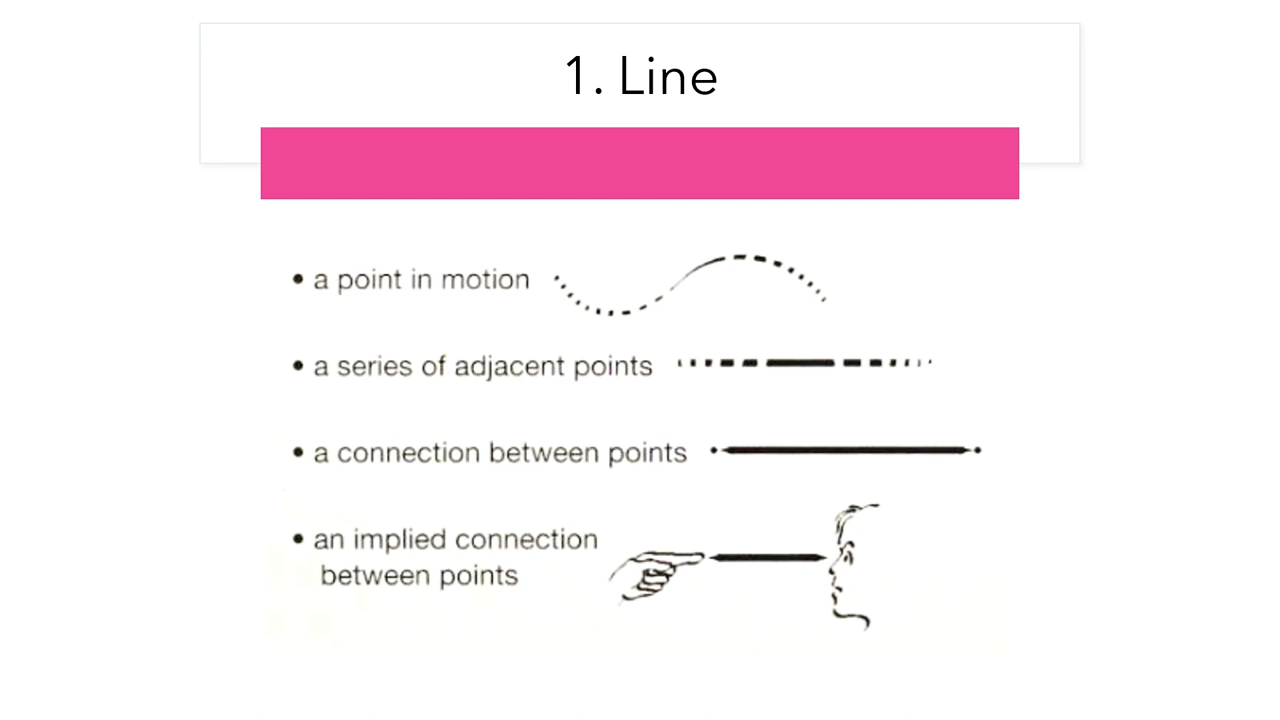 1. Line
• a point in motion
• a series of adjacent points
• a connection between points
• an implied connection
between points